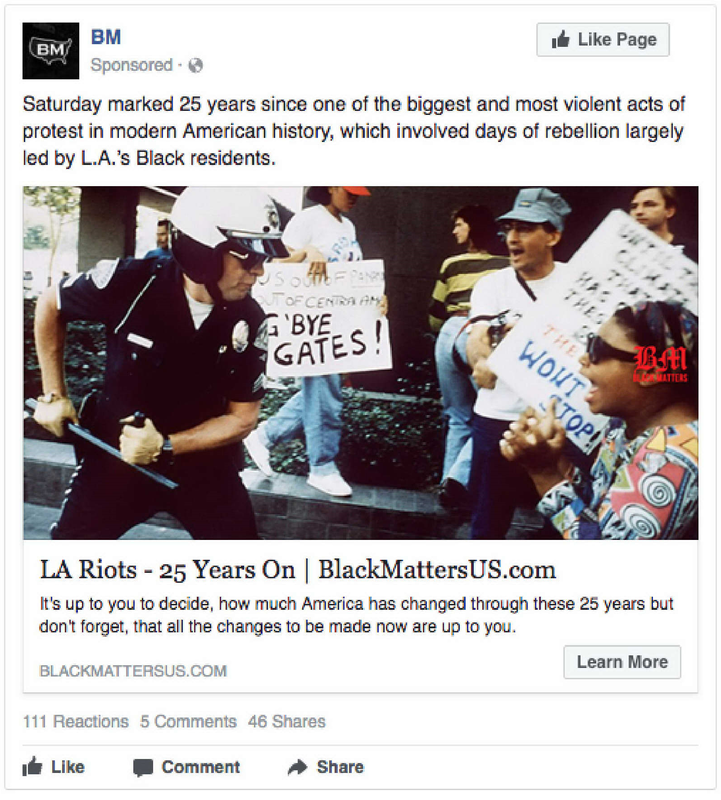 BM
BM
Sponsored ·
Like Page
Saturday marked 25 years since one of the biggest and most violent acts of
protest in modern American history, which involved days of rebellion largely
led by L.A.'s Black residents.
US OUT OF
OUT OF CENTRAL
G'BYE
GATES!
THE
WON'T
STOP!
BM
BLACK MATTERS
LA Riots - 25 Years On | BlackMattersUS.com
It's up to you to decide, how much America has changed through these 25 years but
don't forget, that all the changes to be made now are up to you.
BLACKMATTERSUS.COM
Learn More
111 Reactions 5 Comments 46 Shares
Like Comment Share